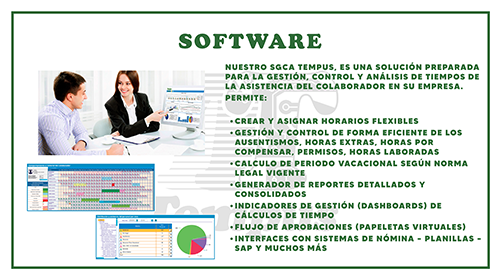 SOFTWARE
NUESTRO SGCA TEMPUS, ES UNA SOLUCIÓN PREPARADA
PARA LA GESTIÓN, CONTROL Y ANÁLISIS DE TIEMPOS DE
LA ASISTENCIA DEL COLABORADOR EN SU EMPRESA.
PERMITE:
• CREAR Y ASIGNAR HORARIOS FLEXIBLES
• GESTIÓN Y CONTROL DE FORMA EFICIENTE DE LOS
AUSENTISMOS, HORAS EXTRAS, HORAS POR
COMPENSAR, PERMISOS, HORAS LABORADAS
• CALCULO DE PERIODO VACACIONAL SEGÚN NORMA
LEGAL VIGENTE
• GENERADOR DE REPORTES DETALLADOS Y
CONSOLIDADOS
• INDICADORES DE GESTIÓN (DASHBOARDS) DE
CÁLCULOS DE TIEMPO
• FLUJO DE APROBACIONES (PAPELETAS VIRTUALES)
• INTERFACES CON SISTEMAS DE NÓMINA - PLANILLAS -
SAP Y MUCHOS MÁS